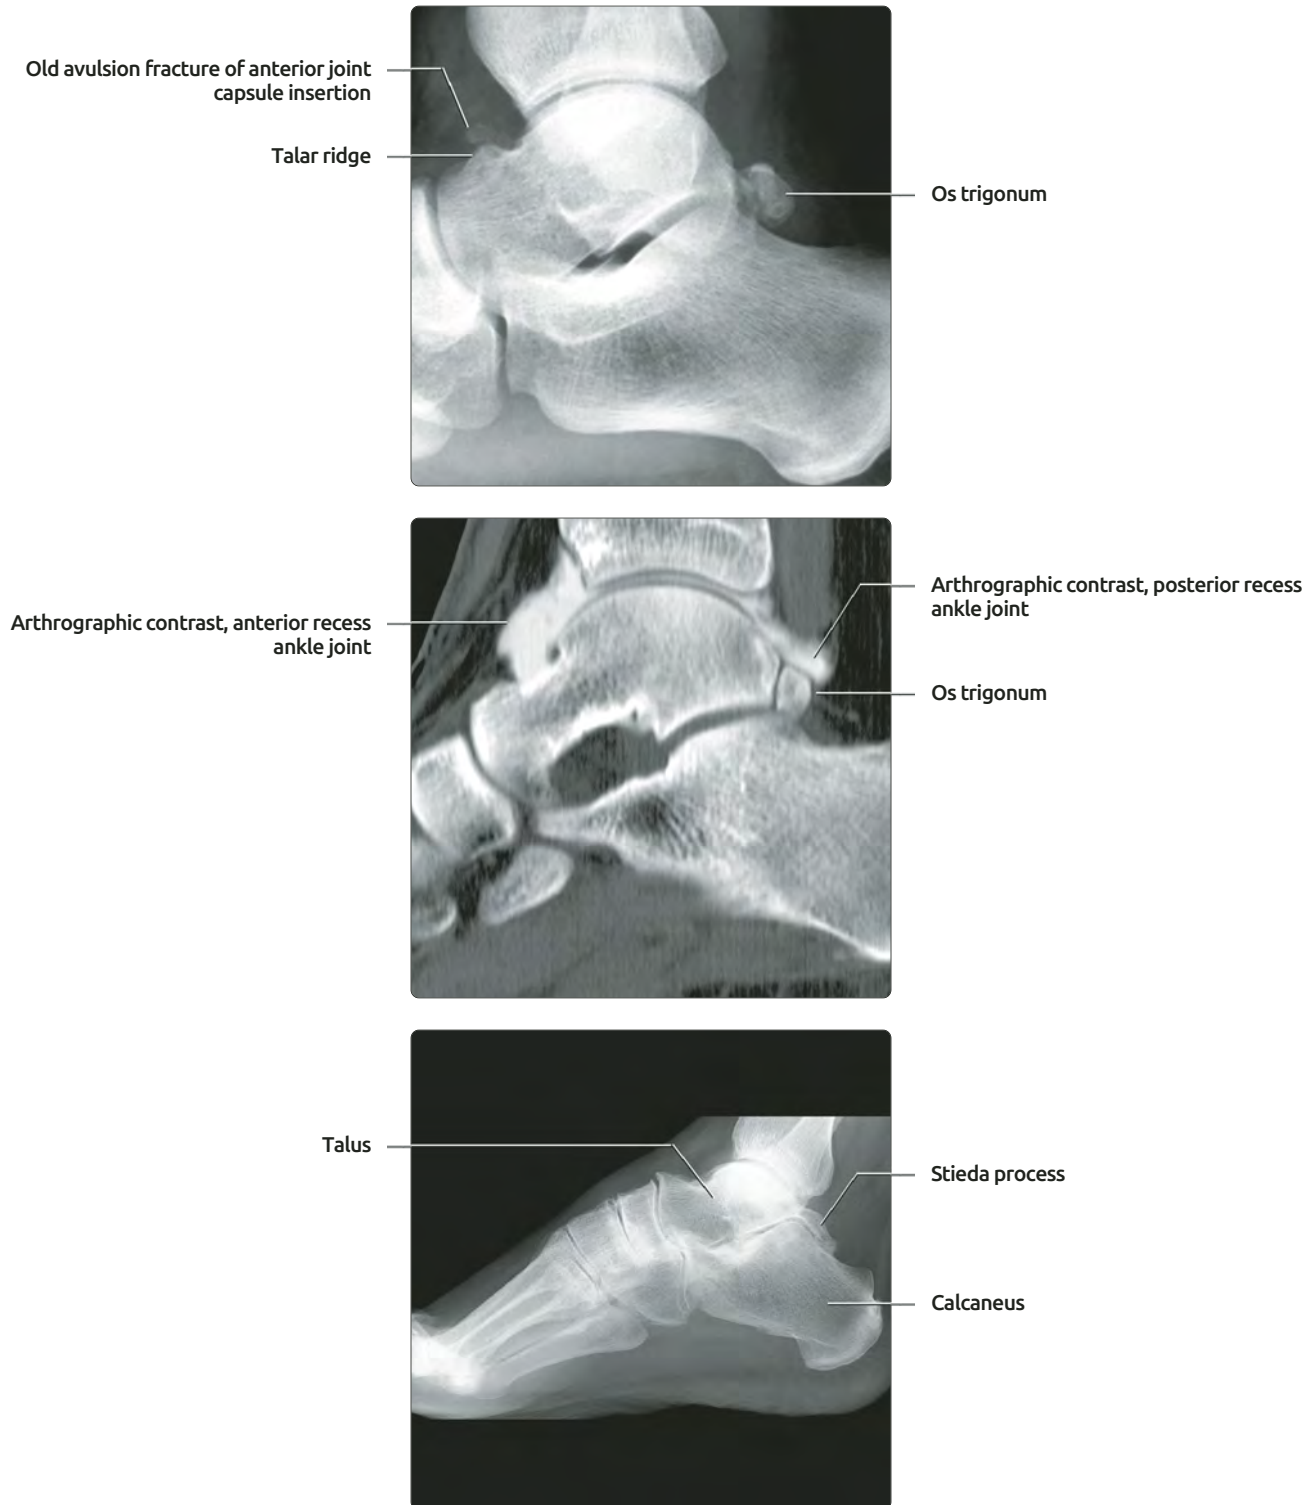 Old avulsion fracture of anterior joint
capsule insertion
Talar ridge
Os trigonum
Arthrographic contrast, anterior recess
ankle joint
Arthrographic contrast, posterior recess
ankle joint
Os trigonum
Talus
Stieda process
Calcaneus